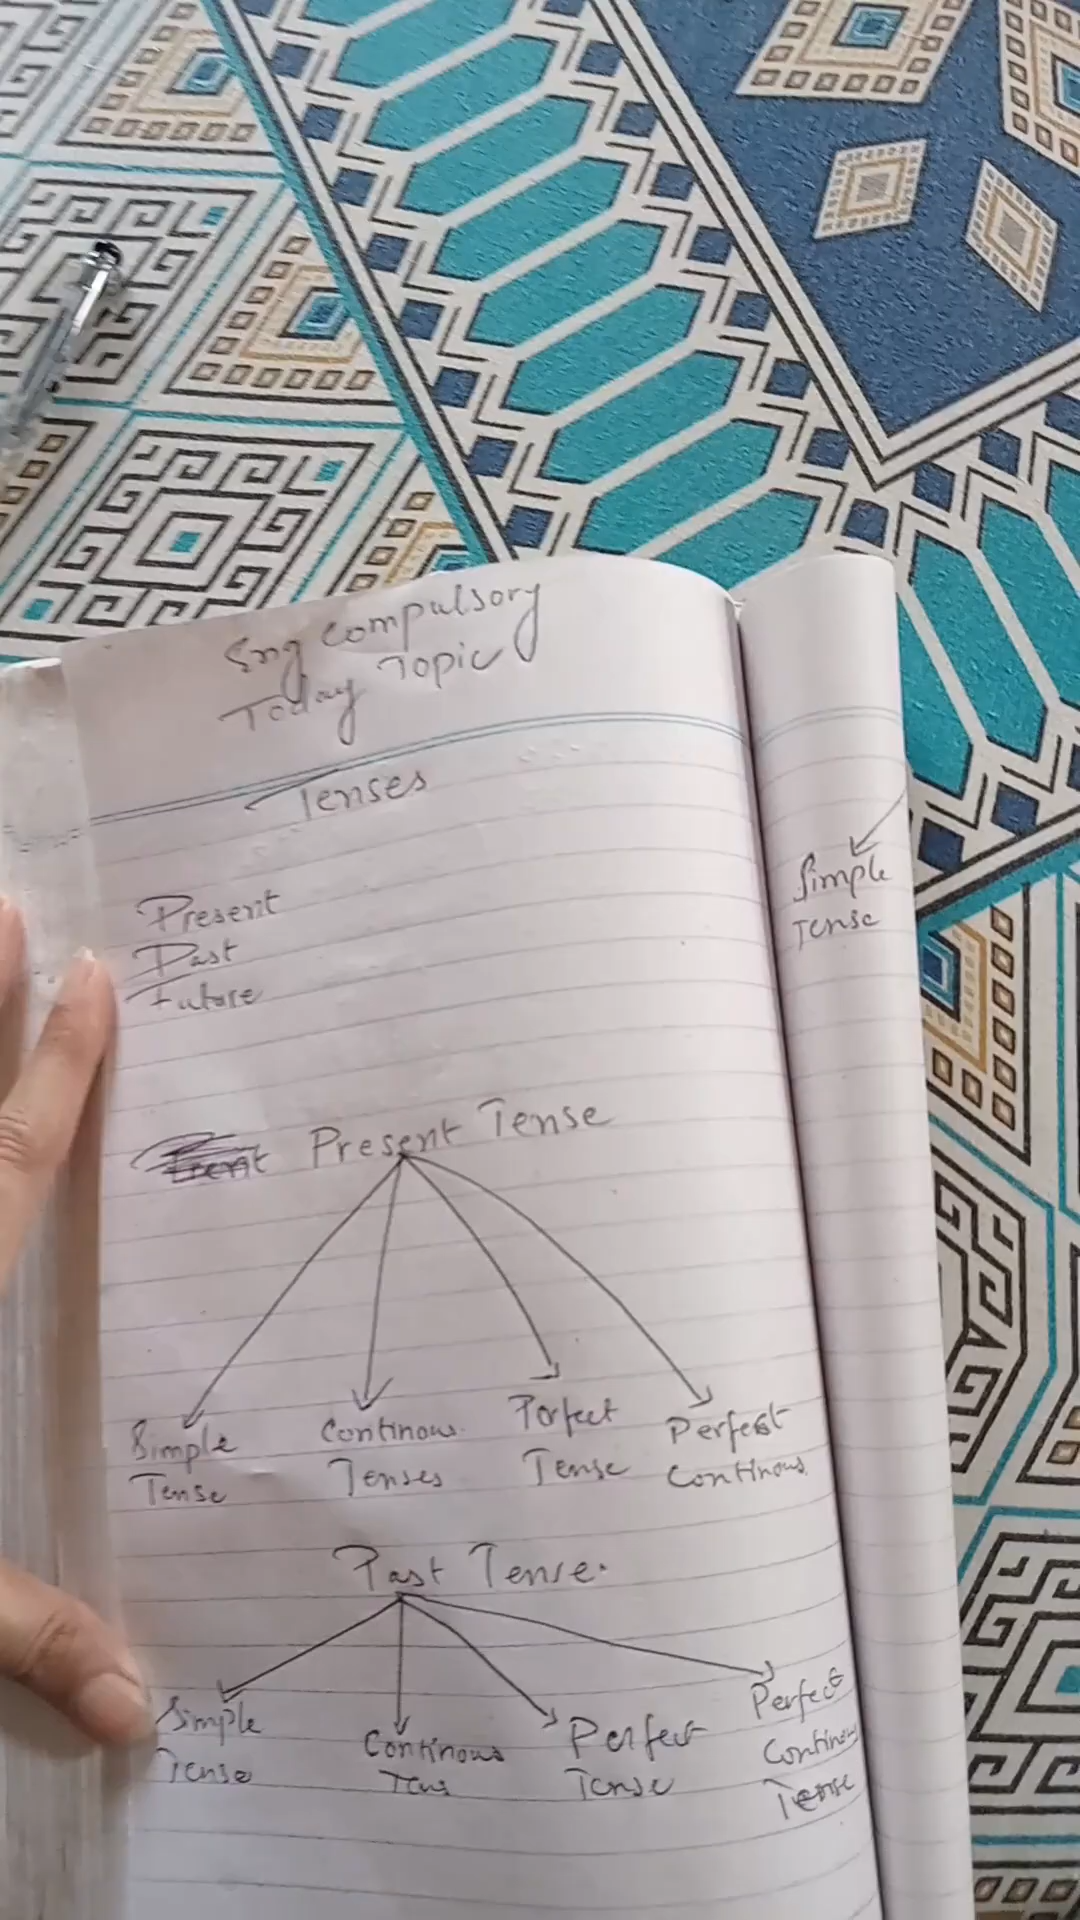 Eng Compulsory
Today Topic
Tenses
Present
Past
Future
Present Tense
Simple Continous Perfect Perfect
Tense Tenses Tense Continous
Past Tense.
Simple Continous Perfect Perfect
Tense Tens Tense Continous
Tense
Simple
Tense